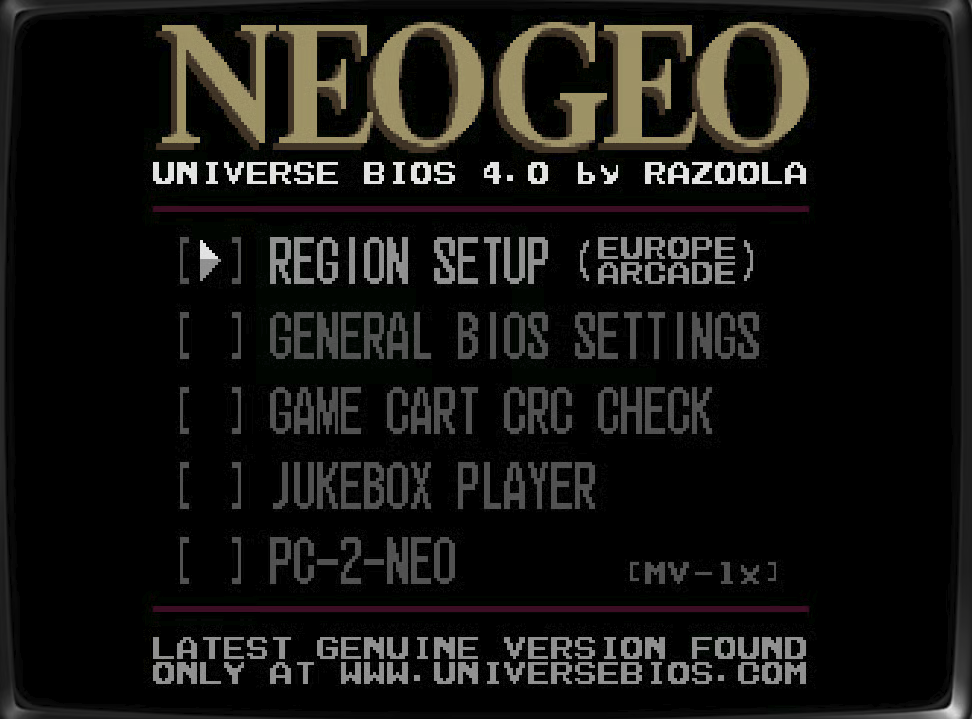 NEOGEO
UNIVERSE BIOS 4.0 by RAZOOLA
[▶] REGION SETUP (EUROPE ARCADE)
[ ] GENERAL BIOS SETTINGS
[ ] GAME CART CRC CHECK
[ ] JUKEBOX PLAYER
[ ] PC-2-NEO [MV-1x]
LATEST GENUINE VERSION FOUND
ONLY AT WWW.UNIVERSEBIOS.COM